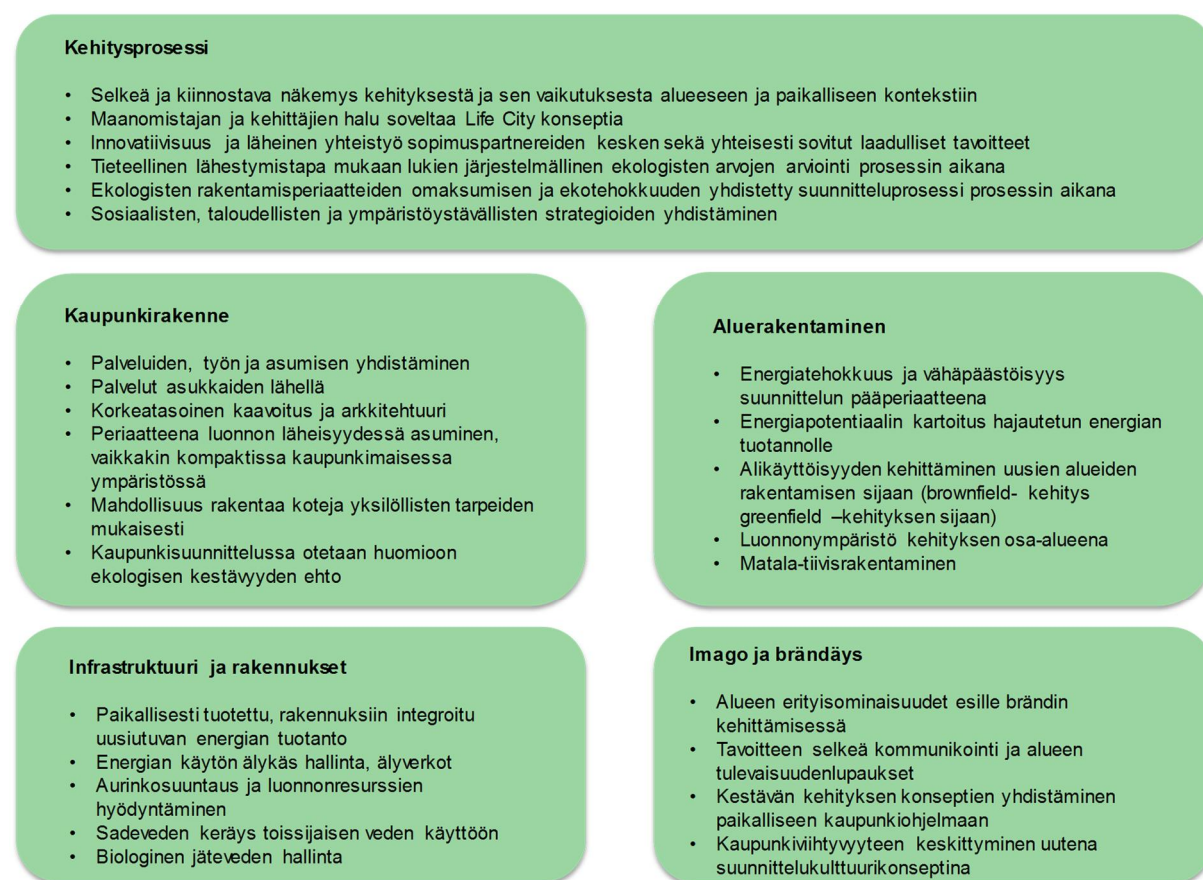 Kehitysprosessi
• Selkeä ja kiinnostava näkemys kehityksestä ja sen vaikutuksesta alueeseen ja paikalliseen kontekstiin
• Maanomistajan ja kehittäjien halu soveltaa Life City konseptia
• Innovatiivisuus ja läheinen yhteistyö sopimuspartnereiden kesken sekä yhteisesti sovitut laadulliset tavoitteet
• Tieteellinen lähestymistapa mukaan lukien järjestelmällinen ekologisten arvojen arviointi prosessin aikana
• Ekologisten rakentamisperiaatteiden omaksumisen ja ekotehokkuuden yhdistetty suunnitteluprosessi prosessin aikana
• Sosiaalisten, taloudellisten ja ympäristöystävällisten strategioiden yhdistäminen
Kaupunkirakenne
• Palveluiden, työn ja asumisen yhdistäminen
• Palvelut asukkaiden lähellä
• Korkeatasoinen kaavoitus ja arkkitehtuuri
• Periaatteena luonnon läheisyydessä asuminen,
vaikkakin kompaktissa kaupunkimaisessa
ympäristössä
• Mahdollisuus rakentaa koteja yksilöllisten tarpeiden
mukaisesti
• Kaupunkisuunnittelussa otetaan huomioon
ekologisen kestävyyden ehto
Aluerakentaminen
• Energiatehokkuus ja vähäpäästöisyys
suunnittelun pääperiaatteena
• Energiapotentiaalin kartoitus hajautetun energian
tuotannolle
• Alikäyttöisyyden kehittäminen uusien alueiden
rakentamisen sijaan (brownfield- kehitys
greenfield –kehityksen sijaan)
• Luonnonympäristö kehityksen osa-alueena
• Matala-tiivisrakentaminen
Infrastruktuuri ja rakennukset
• Paikallisesti tuotettu, rakennuksiin integroitu
uusiutuvan energian tuotanto
• Energian käytön älykäs hallinta, älyverkot
• Aurinkosuuntaus ja luonnonresurssien
hyödyntäminen
• Sadeveden keräys toissijaisen veden käyttöön
• Biologinen jäteveden hallinta
Imago ja brändäys
• Alueen erityisominaisuudet esille brändin
kehittämisessä
• Tavoitteen selkeä kommunikointi ja alueen
tulevaisuudenlupaukset
• Kestävän kehityksen konseptien yhdistäminen
paikalliseen kaupunkiohjelmaan
• Kaupunkiviihtyvyyteen keskittyminen uutena
suunnittelukulttuurikonseptina